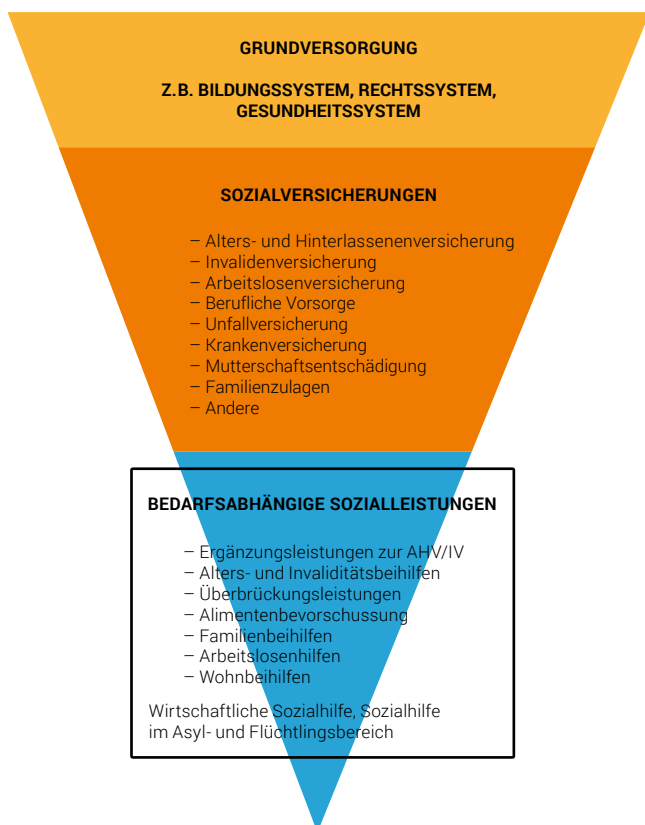 GRUNDVERSORGUNG
Z.B. BILDUNGSSYSTEM, RECHTSSYSTEM,
GESUNDHEITSSYSTEM
SOZIALVERSICHERUNGEN
– Alters- und Hinterlassenenversicherung
– Invalidenversicherung
– Arbeitslosenversicherung
– Berufliche Vorsorge
– Unfallversicherung
– Krankenversicherung
– Mutterschaftsentschädigung
– Familienzulagen
– Andere
BEDARFSABHÄNGIGE SOZIALLEISTUNGEN
– Ergänzungsleistungen zur AHV/IV
– Alters- und Invaliditätsbeihilfen
– Überbrückungsleistungen
– Alimentenbevorschussung
– Familienbeihilfen
– Arbeitslosenhilfen
– Wohnbeihilfen
Wirtschaftliche Sozialhilfe, Sozialhilfe
im Asyl- und Flüchtlingsbereich